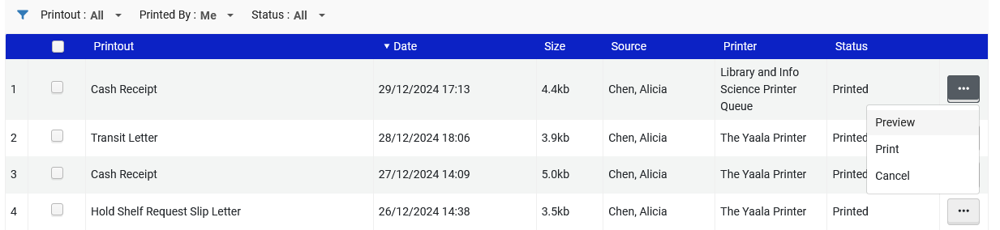 Printout : All Printed By : Me Status : All
Printout Date Size Source Printer Status
1 Cash Receipt 29/12/2024 17:13 4.4kb Chen, Alicia Library and Info Science Printer Queue Printed
Preview
2 Transit Letter 28/12/2024 18:06 3.9kb Chen, Alicia The Yaala Printer Printed
Print
3 Cash Receipt 27/12/2024 14:09 5.0kb Chen, Alicia The Yaala Printer Printed
Cancel
4 Hold Shelf Request Slip Letter 26/12/2024 14:38 3.5kb Chen, Alicia The Yaala Printer Printed